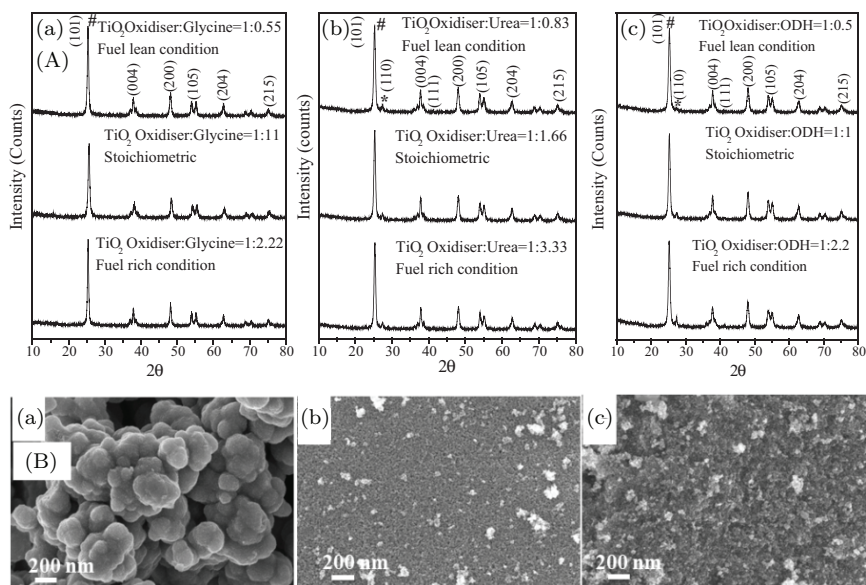 (a)
(A)
TiO2 Oxidiser:Glycine=1:0.55
Fuel lean condition
#
(101)
(004)
(200)
(105)
(204)
(215)
TiO2 Oxidiser:Glycine=1:11
Stoichiometric
TiO2 Oxidiser:Glycine=1:2.22
Fuel rich condition
Intensity (Counts)
10 20 30 40 50 60 70 80
2θ
(b)
TiO2 Oxidiser:Urea=1:0.83
Fuel lean condition
#
(101)
*
(110)
(004)
(111)
(200)
(105)
(204)
(215)
TiO2 Oxidiser:Urea=1:1.66
Stoichiometric
TiO2 Oxidiser:Urea=1:3.33
Fuel rich condition
Intensity (counts)
10 20 30 40 50 60 70 80
2θ
(c)
TiO2 Oxidiser:ODH=1:0.5
Fuel lean condition
#
(101)
*
(110)
(004)
(111)
(200)
(105)
(204)
(215)
TiO2 Oxidiser:ODH=1:1
Stoichiometric
TiO2 Oxidiser:ODH=1:2.2
Fuel rich condition
Intensity (Counts)
10 20 30 40 50 60 70 80
2θ
(a)
(B)
200 nm
(b)
200 nm
(c)
200 nm